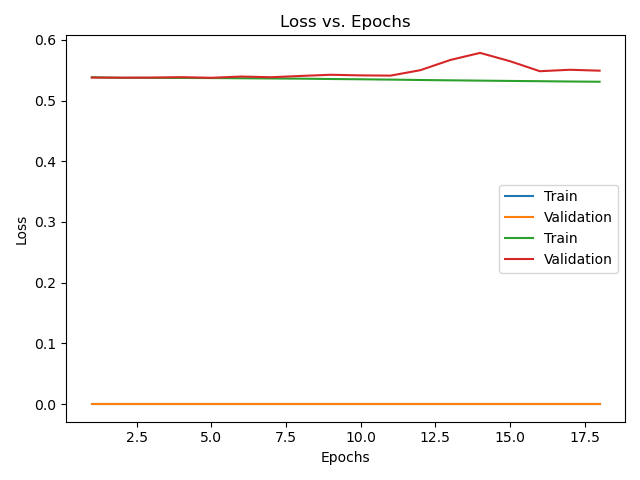 Loss vs. Epochs
0.6
0.5
0.4
0.3
0.2
0.1
0.0
Loss
Train
Validation
Train
Validation
2.5 5.0 7.5 10.0 12.5 15.0 17.5
Epochs